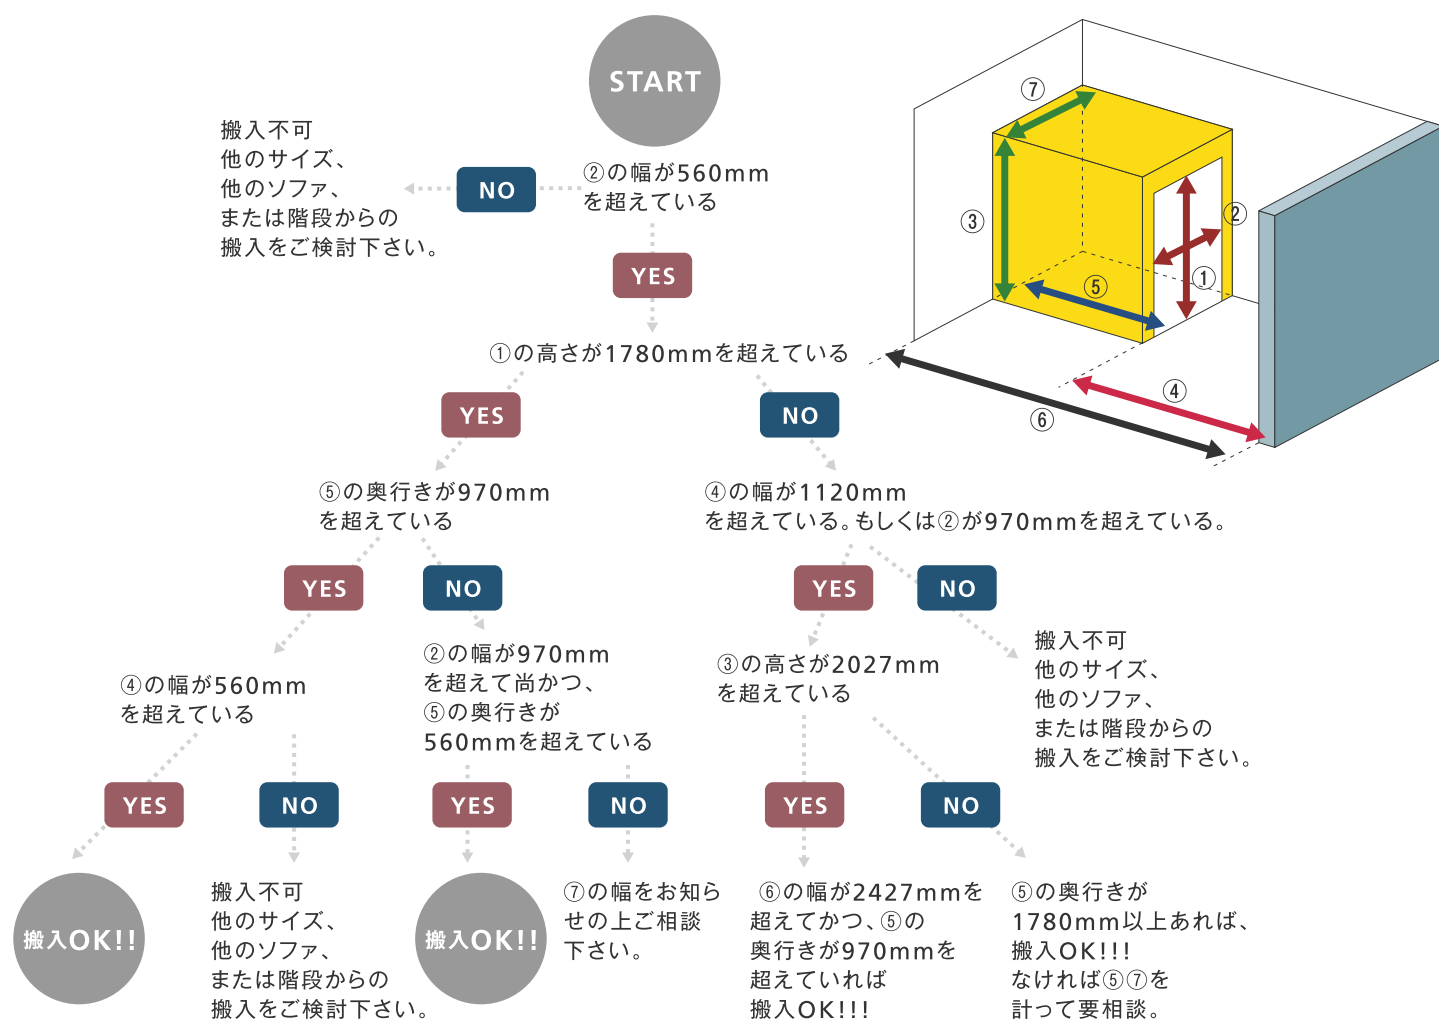 START
搬入不可
他のサイズ、
他のソファ、
または階段からの
搬入をご検討下さい。
NO
②の幅が560mm
を超えている
YES
①の高さが1780mmを超えている
YES
NO
⑤の奥行きが970mm
を超えている
④の幅が1120mm
を超えている。もしくは②が970mmを超えている。
YES
NO
YES
NO
④の幅が560mm
を超えている
②の幅が970mm
を超えて尚かつ、
⑤の奥行きが
560mmを超えている
③の高さが2027mm
を超えている
搬入不可
他のサイズ、
他のソファ、
または階段からの
搬入をご検討下さい。
YES
NO
YES
NO
YES
NO
搬入OK!!
搬入不可
他のサイズ、
他のソファ、
または階段からの
搬入をご検討下さい。
搬入OK!!
⑦の幅をお知ら
せの上ご相談
下さい。
⑥の幅が2427mmを
超えてかつ、⑤の
奥行きが970mmを
超えていれば
搬入OK!!!
⑤の奥行きが
1780mm以上あれば、
搬入OK!!!
なければ⑤⑦を
計って要相談。
⑦
③
②
①
⑤
④
⑥